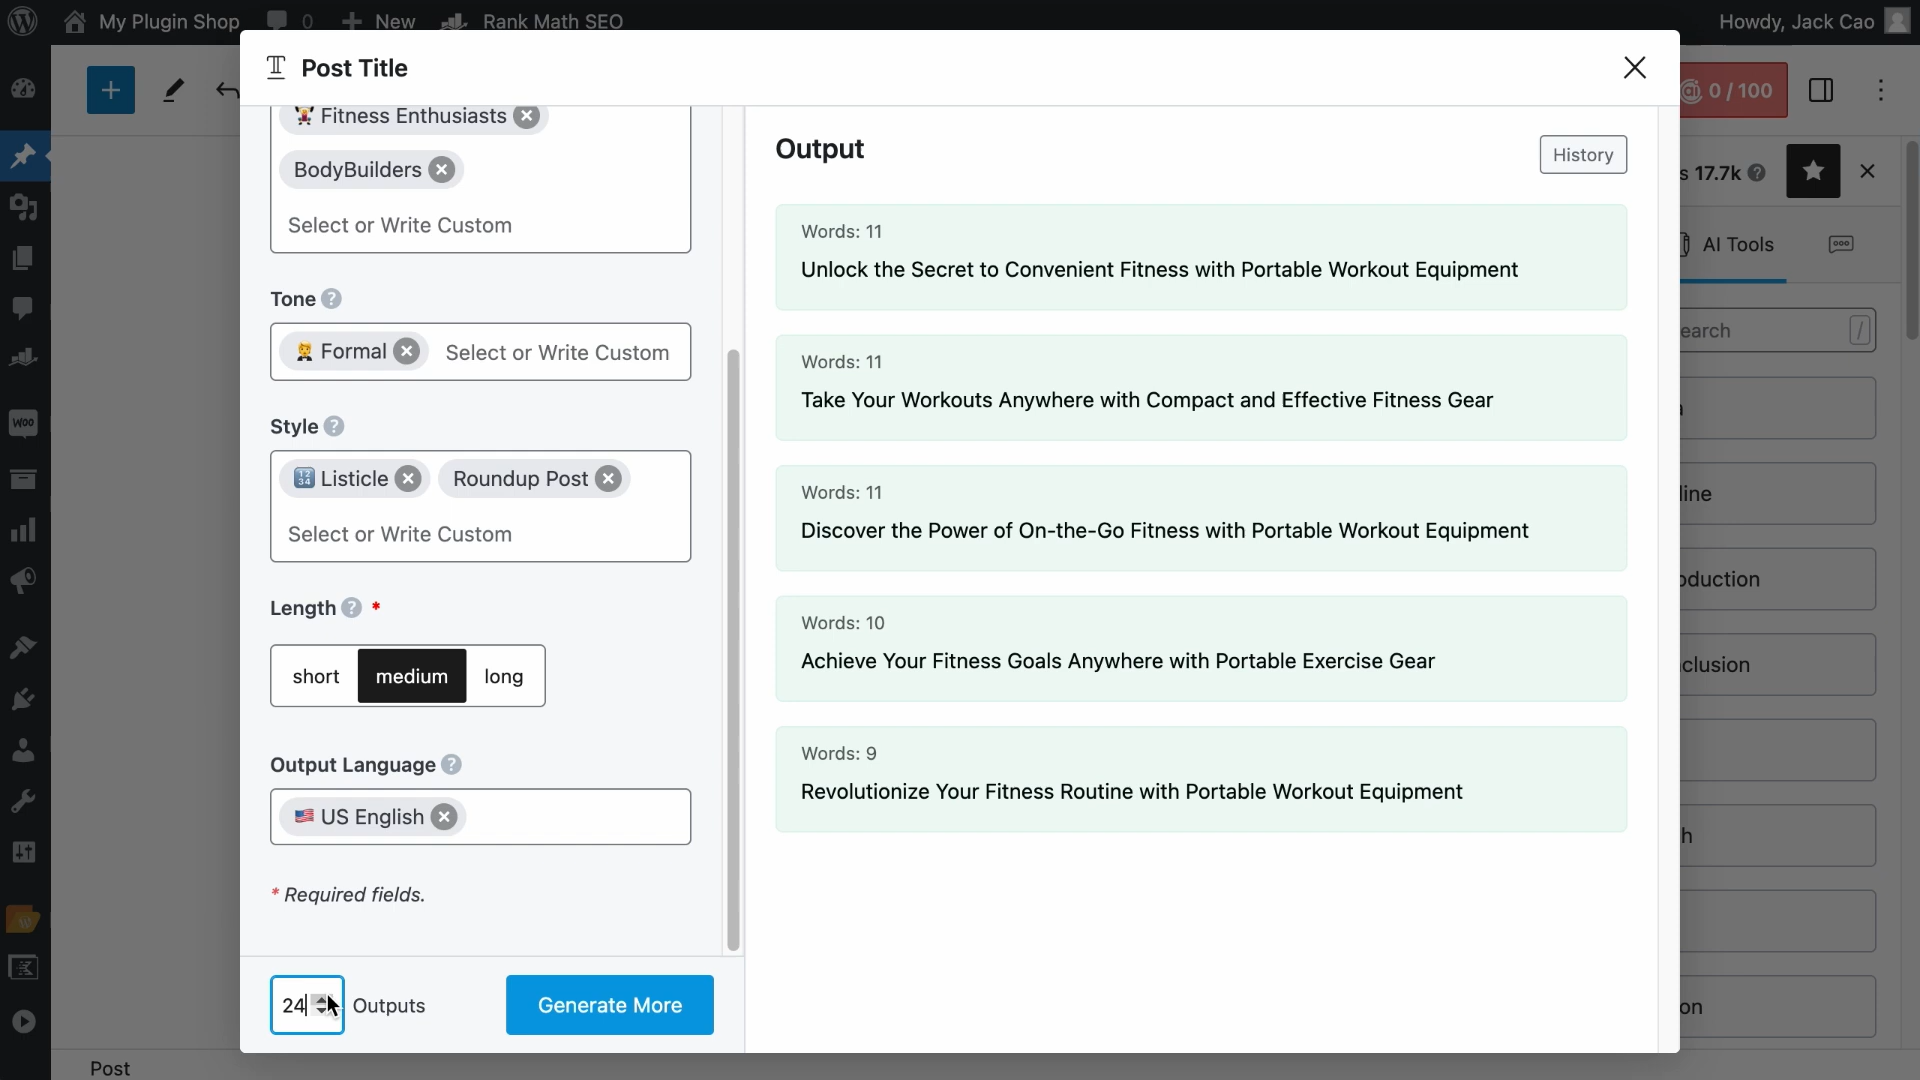 My Plugin Shop 0 New Rank Math SEO Howdy, Jack Cao
Post Title
0 / 100
Fitness Enthusiasts
BodyBuilders
Select or Write Custom
Tone ?
Formal Select or Write Custom
Style ?
Listicle Roundup Post
Select or Write Custom
Length ? *
short medium long
Output Language ?
US English
* Required fields.
24 Outputs Generate More
Output History
Words: 11
Unlock the Secret to Convenient Fitness with Portable Workout Equipment
Words: 11
Take Your Workouts Anywhere with Compact and Effective Fitness Gear
Words: 11
Discover the Power of On-the-Go Fitness with Portable Workout Equipment
Words: 10
Achieve Your Fitness Goals Anywhere with Portable Exercise Gear
Words: 9
Revolutionize Your Fitness Routine with Portable Workout Equipment
s 17.7k ?
AI Tools
earch /
line
oduction
clusion
h
on
Woo
Post